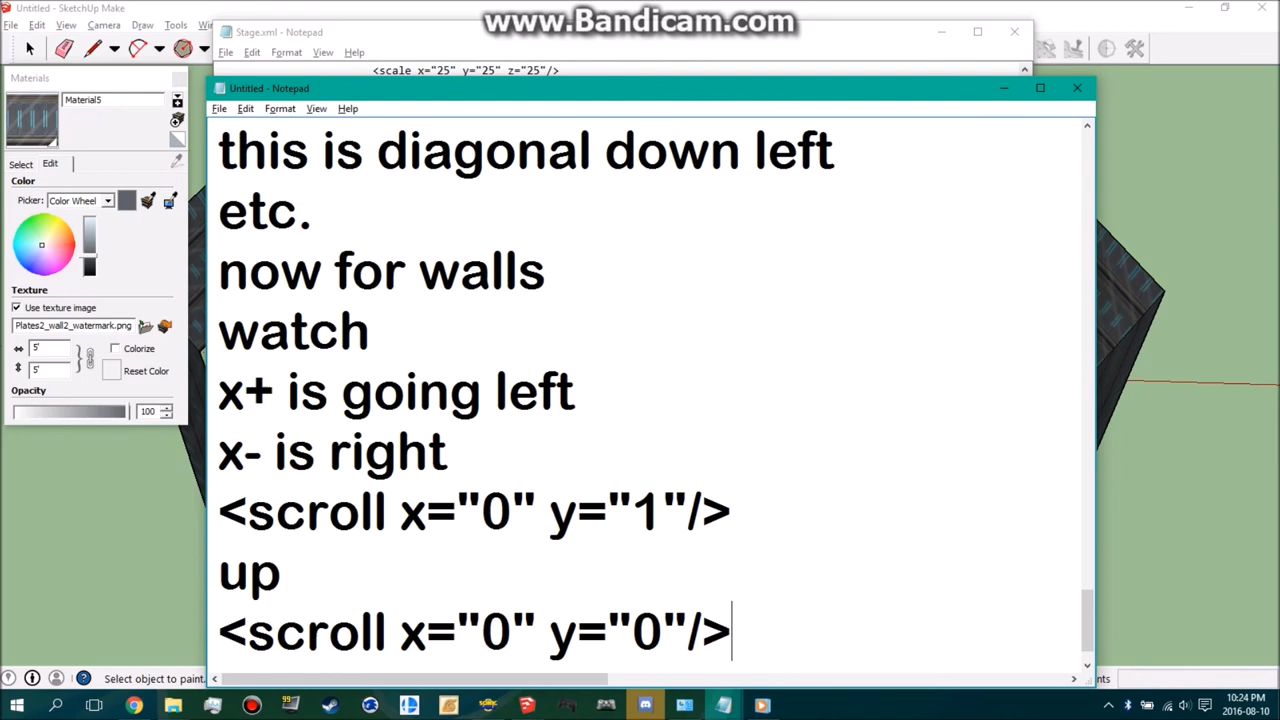 www.Bandicam.com
Untitled - SketchUp Make
File Edit View Camera Draw Tools
Stage.xml - Notepad
File Edit Format View Help
<scale x="25" y="25" z="25"/>
Materials
Material5
Select Edit
Color
Picker: Color Wheel
Texture
Use texture image
Plates2_wall2_watermark.png
5' Colorize
5' Reset Color
Opacity
100
Untitled - Notepad
File Edit Format View Help
this is diagonal down left
etc.
now for walls
watch
x+ is going left
x- is right
<scroll x="0" y="1"/>
up
<scroll x="0" y="0"/>
Select object to paint.
99
10:24 PM
2016-08-10